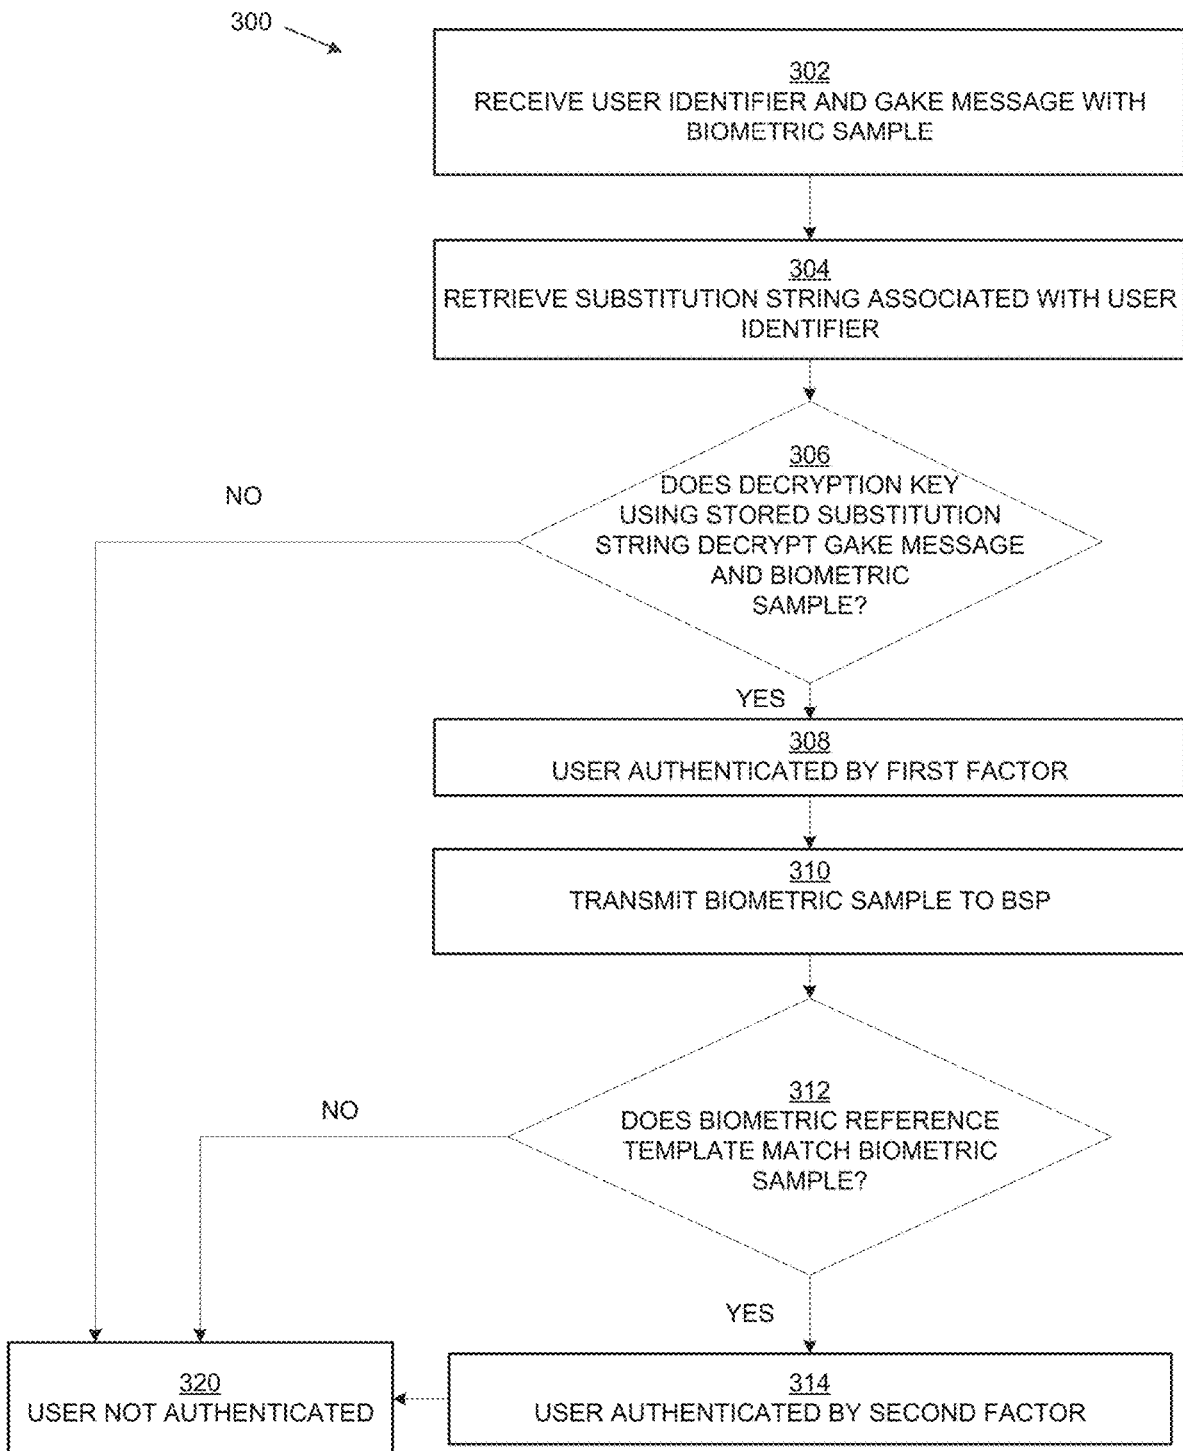 300
302
RECEIVE USER IDENTIFIER AND GAKE MESSAGE WITH
BIOMETRIC SAMPLE
304
RETRIEVE SUBSTITUTION STRING ASSOCIATED WITH USER
IDENTIFIER
306
DOES DECRYPTION KEY
USING STORED SUBSTITUTION
STRING DECRYPT GAKE MESSAGE
AND BIOMETRIC
SAMPLE?
NO
YES
308
USER AUTHENTICATED BY FIRST FACTOR
310
TRANSMIT BIOMETRIC SAMPLE TO BSP
312
DOES BIOMETRIC REFERENCE
TEMPLATE MATCH BIOMETRIC
SAMPLE?
NO
YES
320
USER NOT AUTHENTICATED
314
USER AUTHENTICATED BY SECOND FACTOR